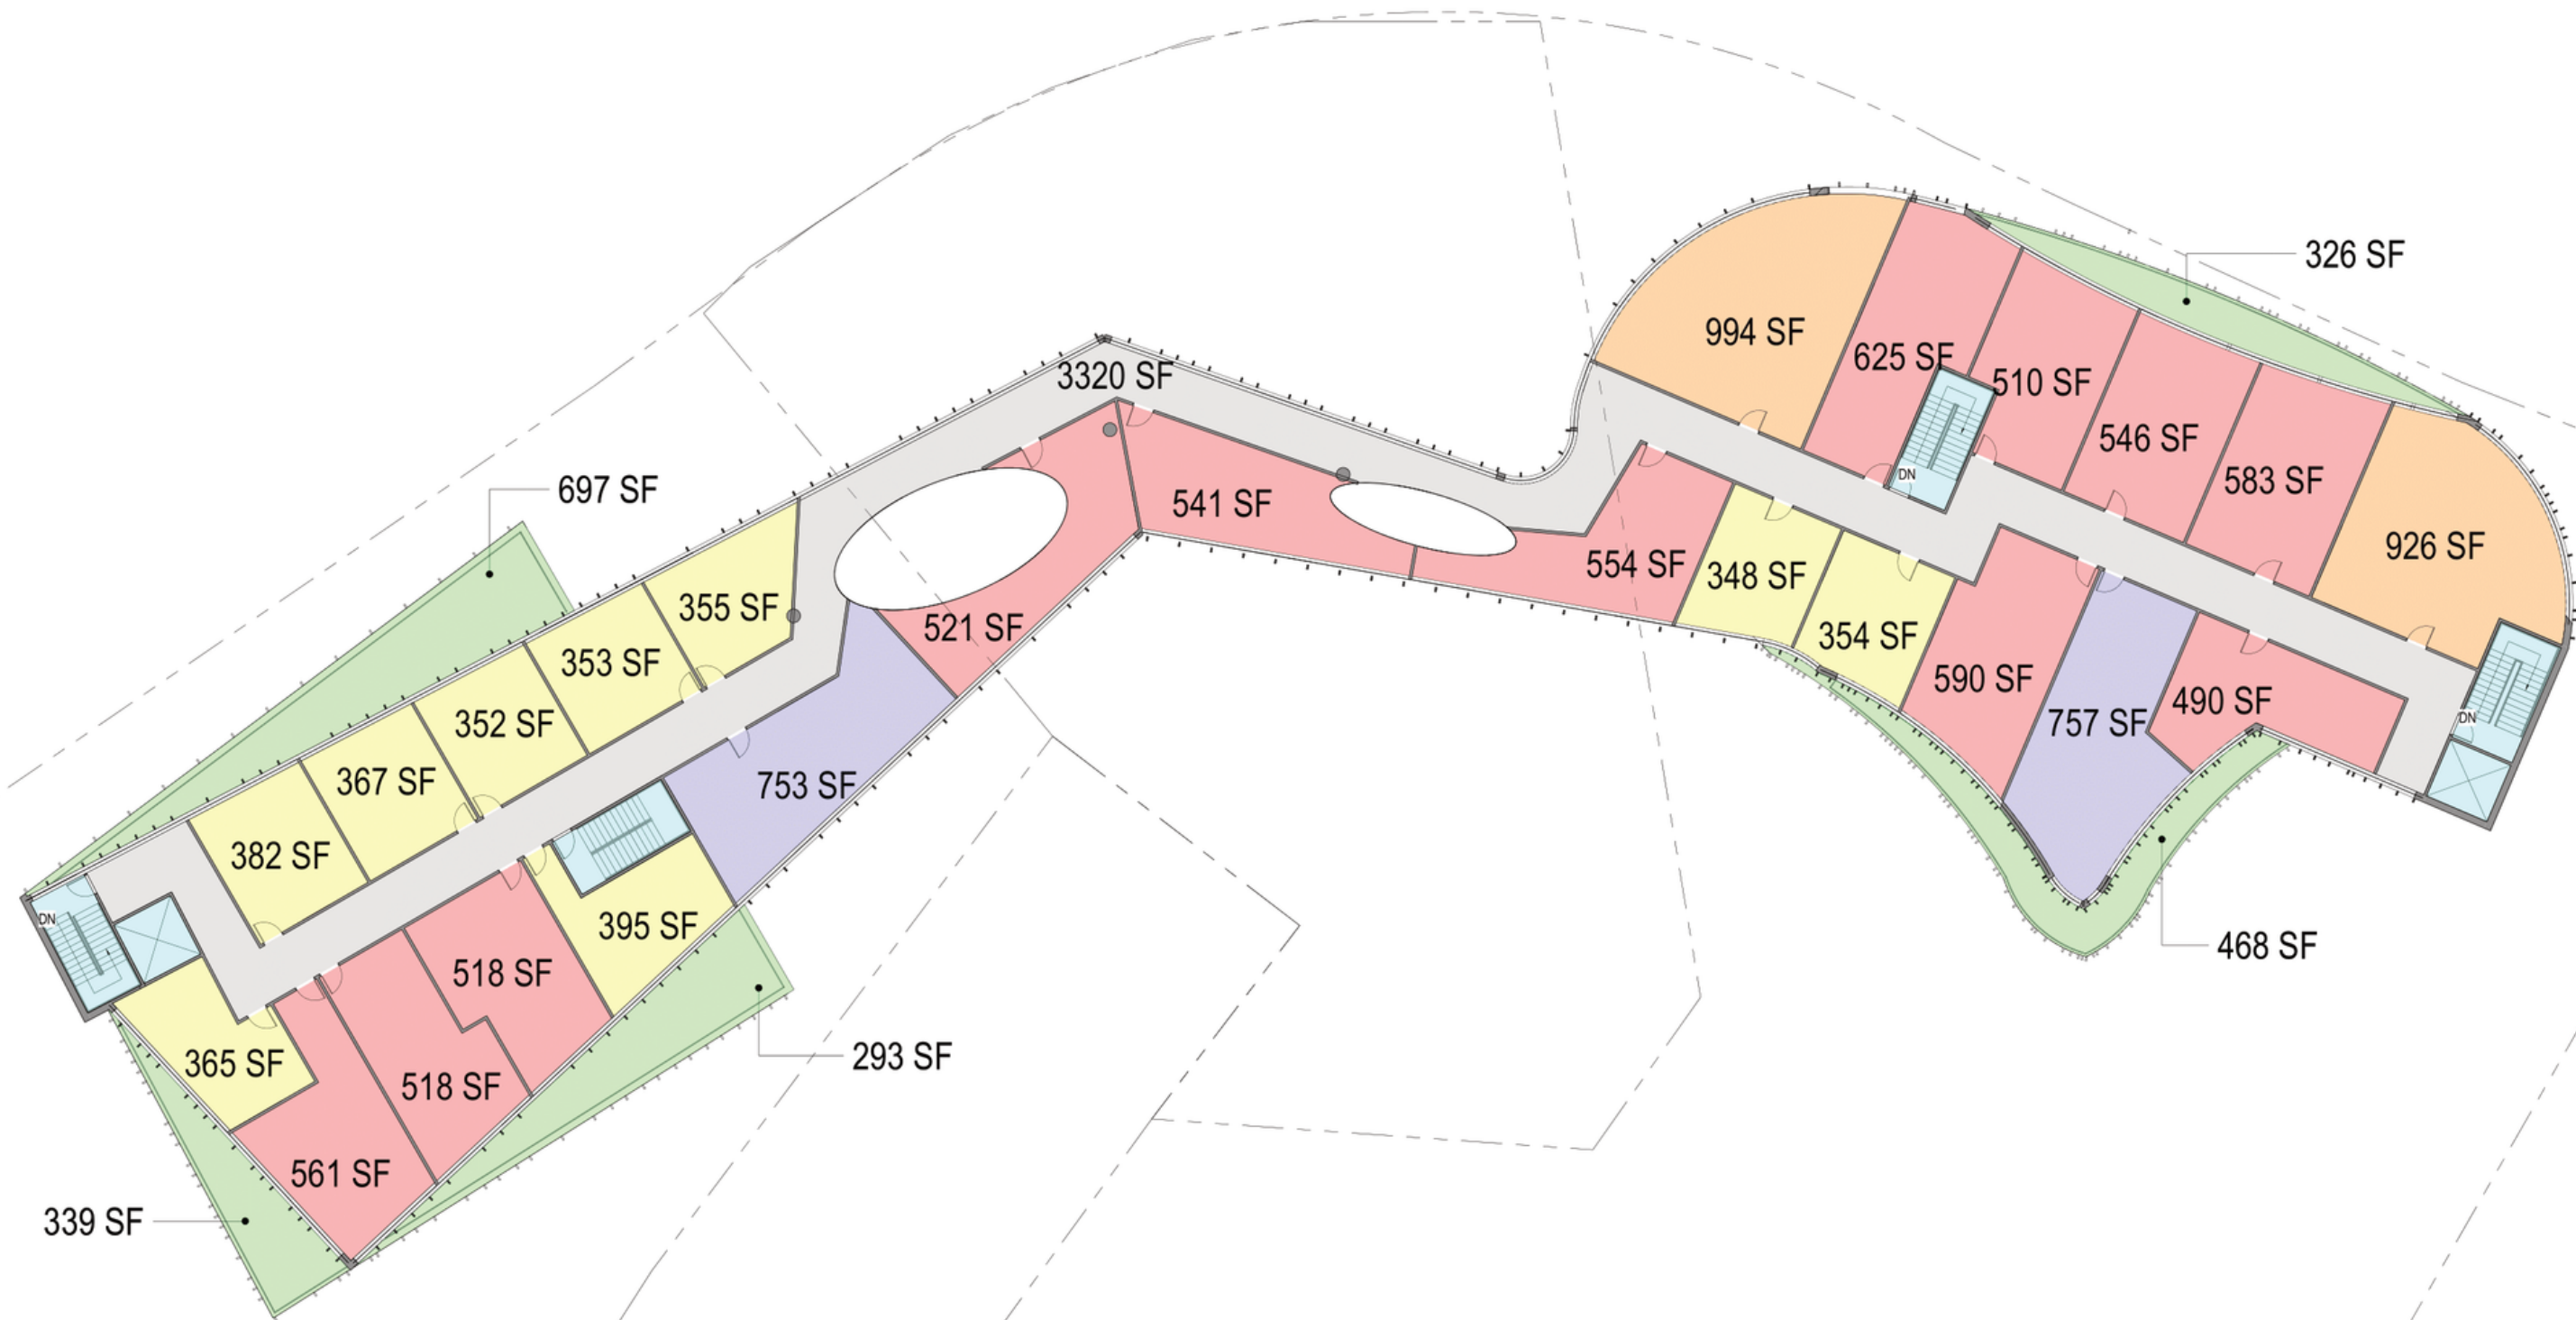 326 SF
994 SF
625 SF
3320 SF
510 SF
546 SF
DN
583 SF
697 SF
541 SF
926 SF
554 SF
348 SF
355 SF
521 SF
354 SF
353 SF
590 SF
490 SF
352 SF
757 SF
DN
367 SF
753 SF
382 SF
DN
395 SF
468 SF
518 SF
293 SF
365 SF
518 SF
561 SF
339 SF